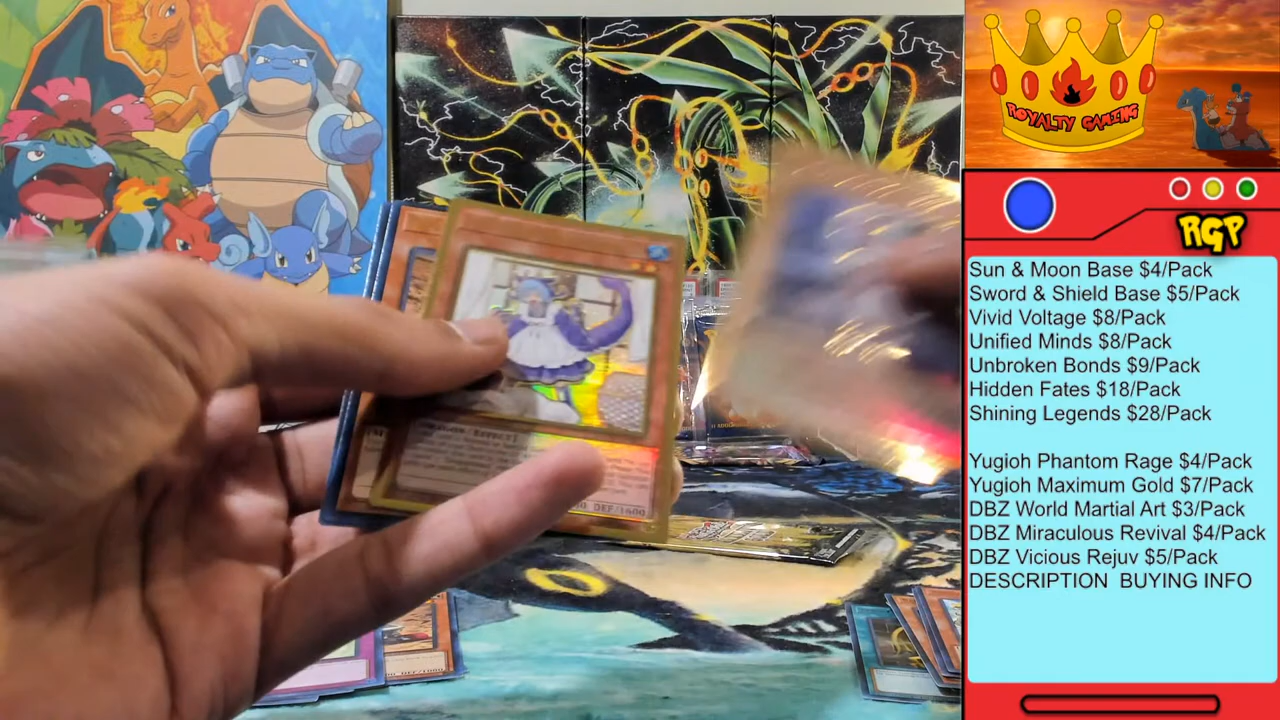 ROYALTY GAMING
RGP
Sun & Moon Base $4/Pack
Sword & Shield Base $5/Pack
Vivid Voltage $8/Pack
Unified Minds $8/Pack
Unbroken Bonds $9/Pack
Hidden Fates $18/Pack
Shining Legends $28/Pack
Yugioh Phantom Rage $4/Pack
Yugioh Maximum Gold $7/Pack
DBZ World Martial Art $3/Pack
DBZ Miraculous Revival $4/Pack
DBZ Vicious Rejuv $5/Pack
DESCRIPTION BUYING INFO
DEF/1600